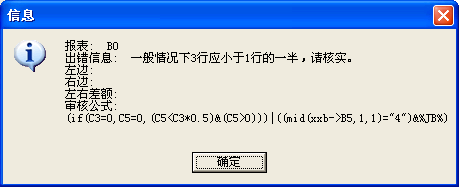 信息
报表: B0
出错信息: 一般情况下3行应小于1行的一半，请核实。
左边:
右边:
左右差额:
审核公式:
(if(C3=0,C5=0,(C5<C3*0.5)&(C5>0)))|((mid(xxb->B5,1,1)="4")&%JB%)
确定